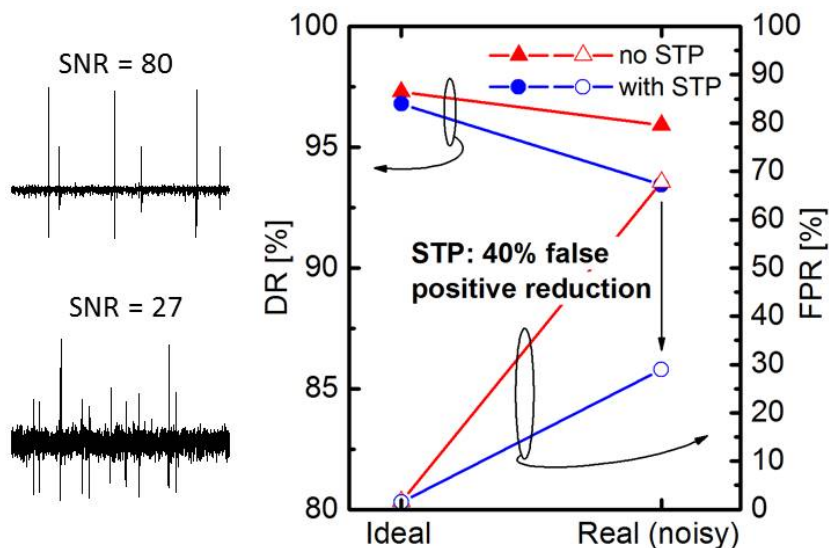 SNR = 80
SNR = 27
DR [%]
100
95
90
85
80
no STP
with STP
STP: 40% false
positive reduction
100
90
80
70
60
50
40
30
20
10
0
FPR [%]
Ideal
Real (noisy)